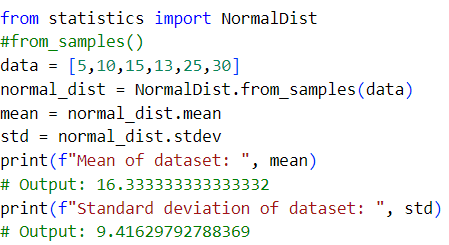 from statistics import NormalDist
#from_samples()
data = [5,10,15,13,25,30]
normal_dist = NormalDist.from_samples(data)
mean = normal_dist.mean
std = normal_dist.stdev
print(f"Mean of dataset: ", mean)
# Output: 16.333333333333332
print(f"Standard deviation of dataset: ", std)
# Output: 9.41629792788369